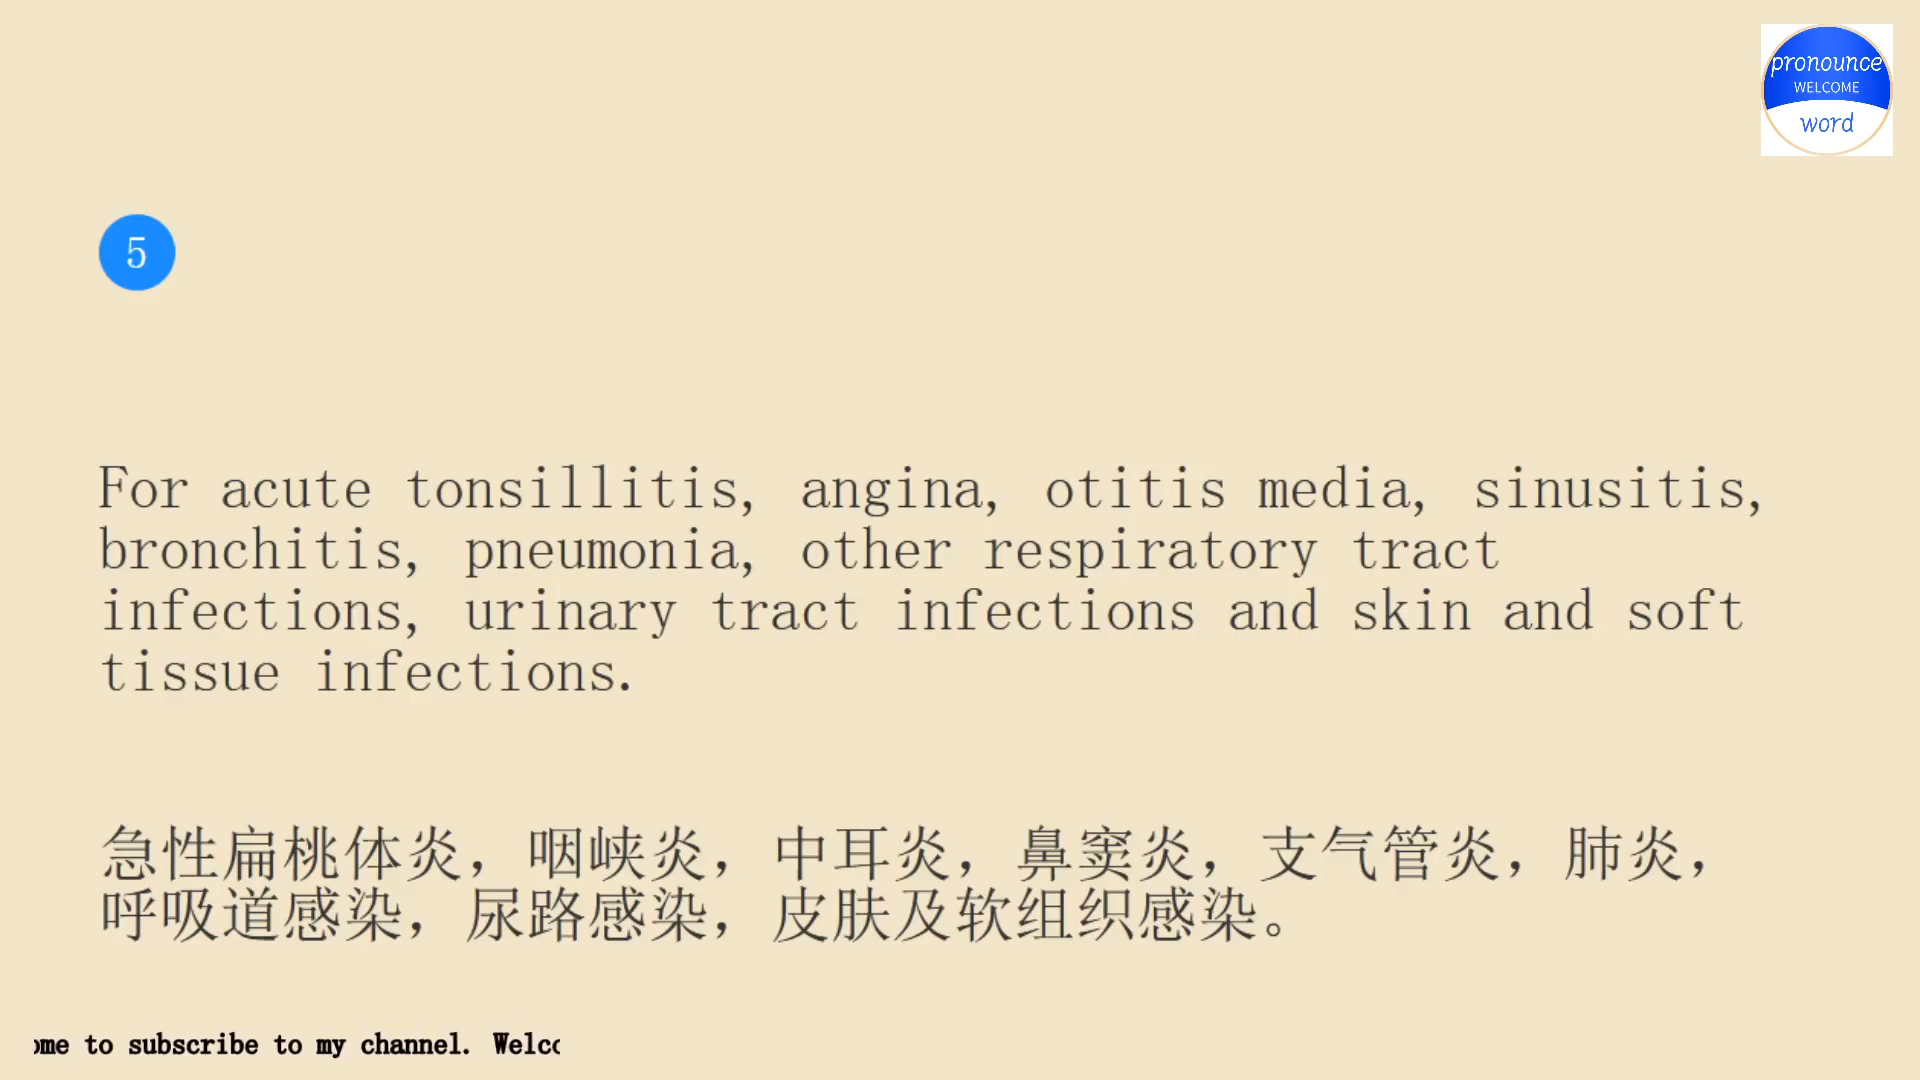 pronounce
WELCOME
word
5
For acute tonsillitis, angina, otitis media, sinusitis,
bronchitis, pneumonia, other respiratory tract
infections, urinary tract infections and skin and soft
tissue infections.
急性扁桃体炎，咽峡炎，中耳炎，鼻窦炎，支气管炎，肺炎，
呼吸道感染，尿路感染，皮肤及软组织感染。
ome to subscribe to my channel. Welco